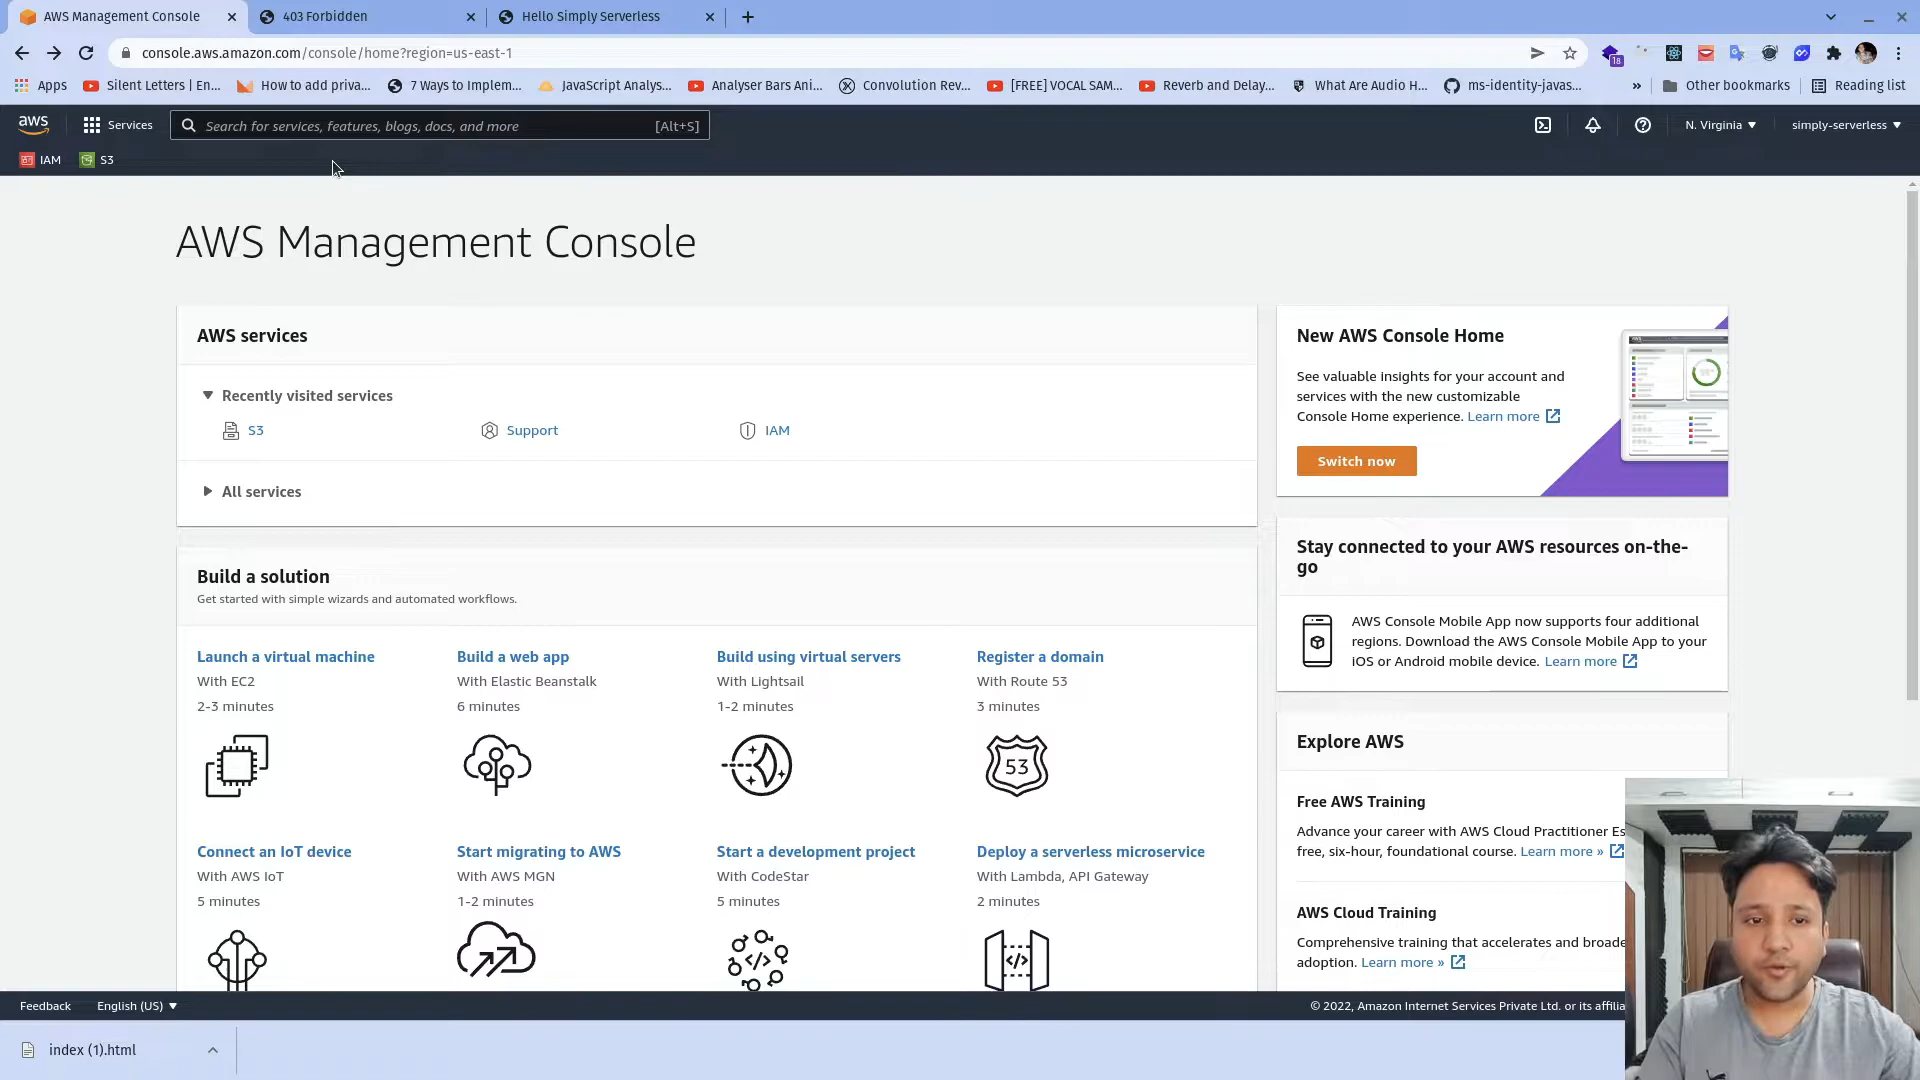 AWS Management Console
403 Forbidden
Hello Simply Serverless
console.aws.amazon.com/console/home?region=us-east-1
18
Apps
Silent Letters | En...
How to add priva...
7 Ways to Implem...
JavaScript Analys...
Analyser Bars Ani...
Convolution Rev...
[FREE] VOCAL SAM...
Reverb and Delay...
What Are Audio H...
ms-identity-javas...
»
Other bookmarks
Reading list
aws
Services
Search for services, features, blogs, docs, and more
[Alt+S]
N. Virginia
simply-serverless
IAM
S3
AWS Management Console
AWS services
Recently visited services
S3
Support
IAM
All services
New AWS Console Home
See valuable insights for your account and
services with the new customizable
Console Home experience. Learn more
Switch now
Stay connected to your AWS resources on-the-
go
AWS Console Mobile App now supports four additional
regions. Download the AWS Console Mobile App to your
iOS or Android mobile device. Learn more
Build a solution
Get started with simple wizards and automated workflows.
Launch a virtual machine
With EC2
2-3 minutes
Build a web app
With Elastic Beanstalk
6 minutes
Build using virtual servers
With Lightsail
1-2 minutes
Register a domain
With Route 53
3 minutes
53
Connect an IoT device
With AWS IoT
5 minutes
Start migrating to AWS
With AWS MGN
1-2 minutes
Start a development project
With CodeStar
5 minutes
Deploy a serverless microservice
With Lambda, API Gateway
2 minutes
Explore AWS
Free AWS Training
Advance your career with AWS Cloud Practitioner Es
free, six-hour, foundational course. Learn more »
AWS Cloud Training
Comprehensive training that accelerates and broade
adoption. Learn more »
Feedback
English (US)
© 2022, Amazon Internet Services Private Ltd. or its affilia
index (1).html